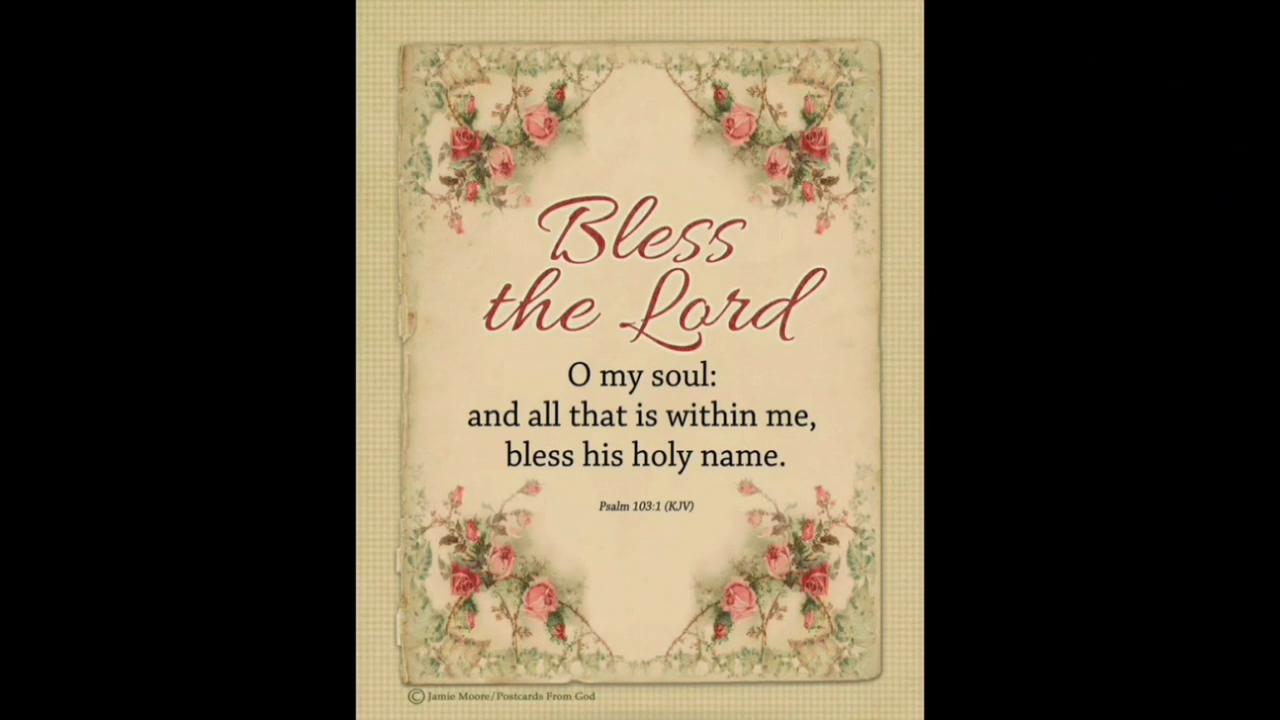 Bless
the Lord
O my soul:
and all that is within me,
bless his holy name.
Psalm 103:1 (KJV)
© Jamie Moore/Postcards From God